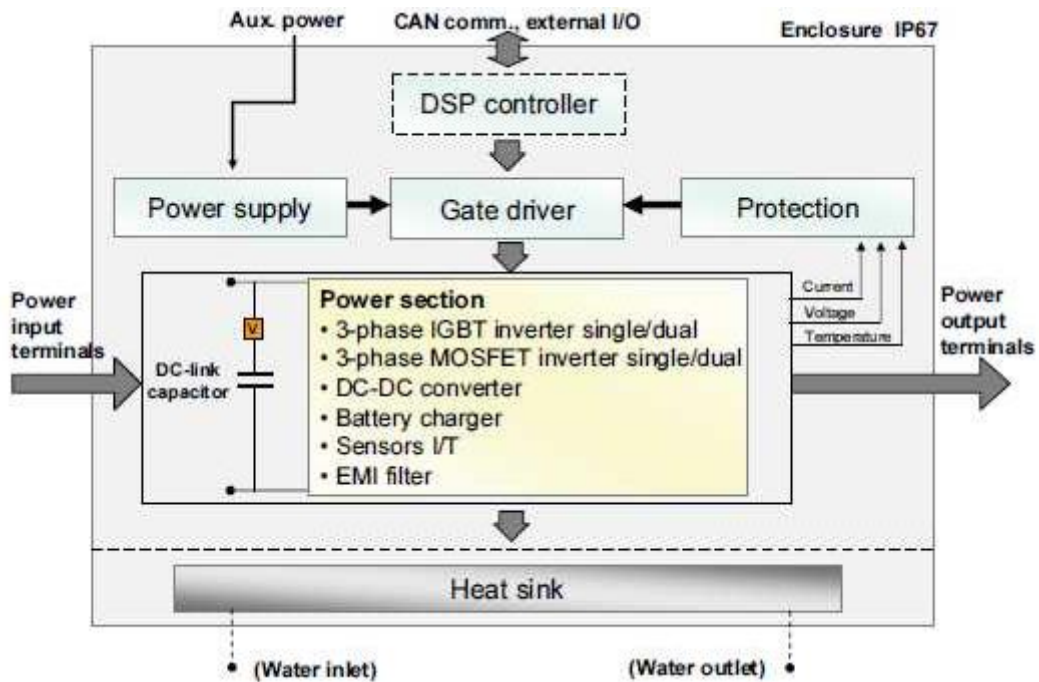 Aux. power
CAN comm., external I/O
Enclosure IP67
DSP controller
Power supply
Gate driver
Protection
Current
Voltage
Temperature
Power
input
terminals
DC-link
capacitor
V
Power section
• 3-phase IGBT inverter single/dual
• 3-phase MOSFET inverter single/dual
• DC-DC converter
• Battery charger
• Sensors I/T
• EMI filter
Power
output
terminals
Heat sink
(Water inlet)
(Water outlet)